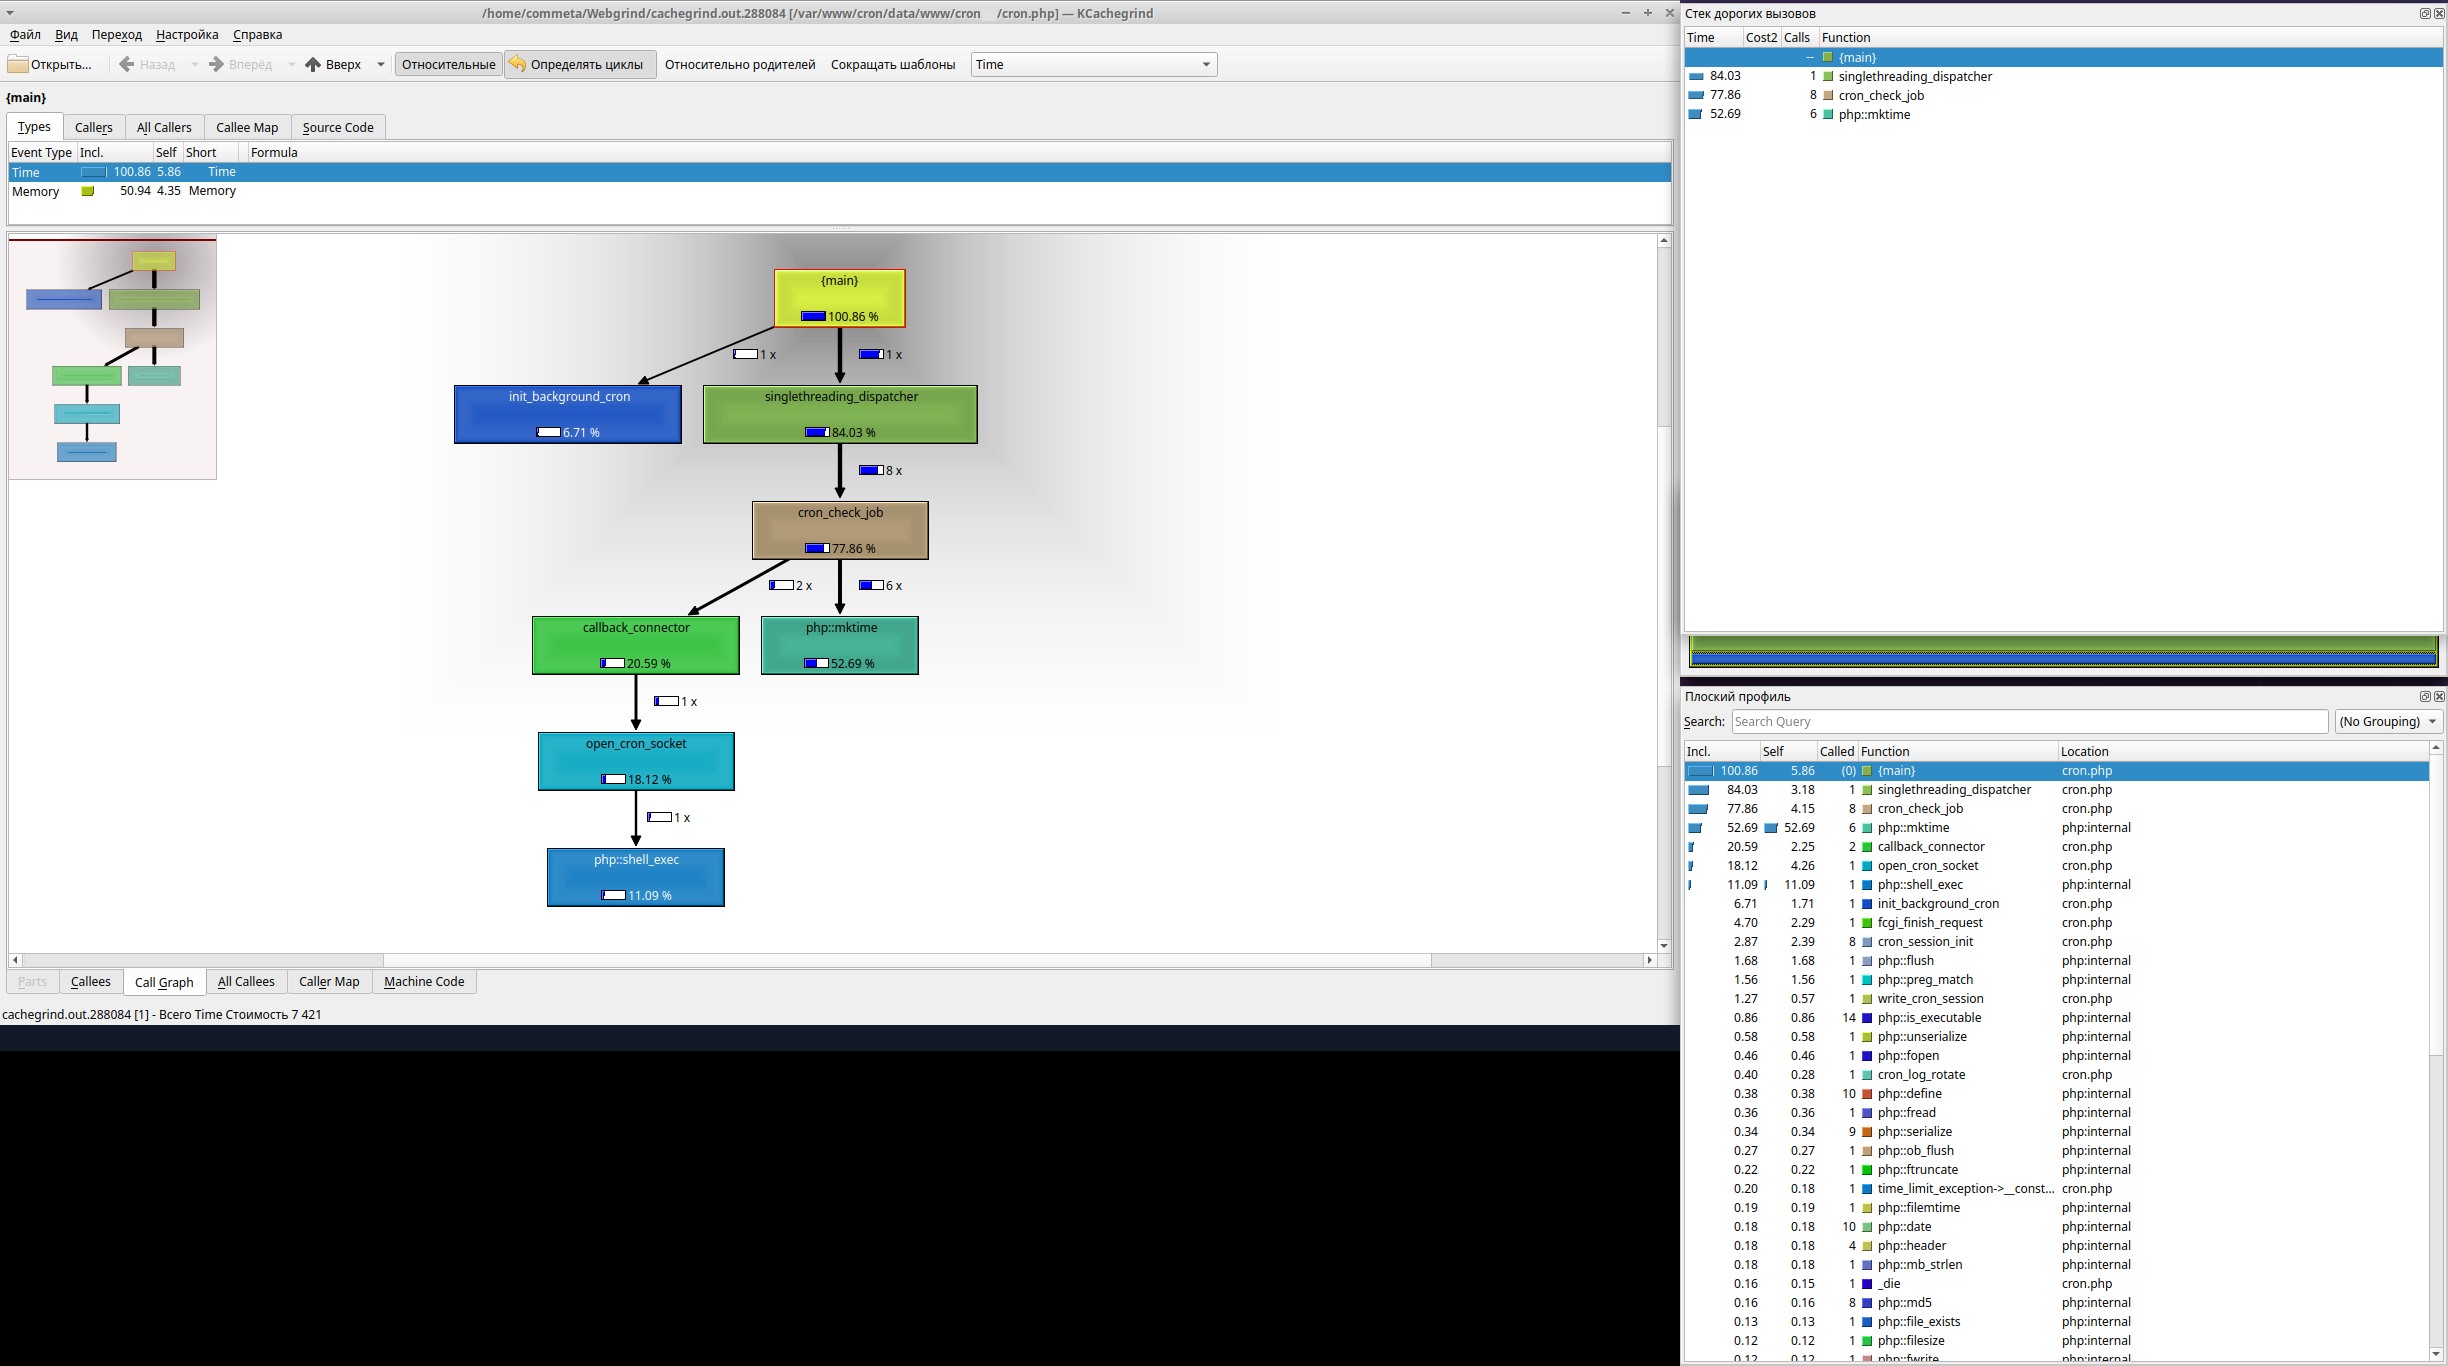 /home/commeta/Webgrind/cachegrind.out.288084 [/var/www/cron/data/www/cron /cron.php] — KCachegrind
Файл Вид Переход Настройка Справка
Открыть... Назад Вперёд Вверх Относительные Определять циклы Относительно родителей Сокращать шаблоны Time
{main}
Types Callers All Callers Callee Map Source Code
Event Type Incl. Self Short Formula
Time 100.86 5.86 Time
Memory 50.94 4.35 Memory
{main}
100.86 %
1 x 1 x
init_background_cron singlethreading_dispatcher
6.71 % 84.03 %
8 x
cron_check_job
77.86 %
2 x 6 x
callback_connector php::mktime
20.59 % 52.69 %
1 x
open_cron_socket
18.12 %
1 x
php::shell_exec
11.09 %
Parts Callees Call Graph All Callees Caller Map Machine Code
cachegrind.out.288084 [1] - Всего Time Стоимость 7 421
Стек дорогих вызовов
Time Cost2 Calls Function
-- {main}
84.03 1 singlethreading_dispatcher
77.86 8 cron_check_job
52.69 6 php::mktime
Плоский профиль
Search: Search Query (No Grouping)
Incl. Self Called Function Location
100.86 5.86 (0) {main} cron.php
84.03 3.18 1 singlethreading_dispatcher cron.php
77.86 4.15 8 cron_check_job cron.php
52.69 52.69 6 php::mktime php:internal
20.59 2.25 2 callback_connector cron.php
18.12 4.26 1 open_cron_socket cron.php
11.09 11.09 1 php::shell_exec php:internal
6.71 1.71 1 init_background_cron cron.php
4.70 2.29 1 fcgi_finish_request cron.php
2.87 2.39 8 cron_session_init cron.php
1.68 1.68 1 php::flush php:internal
1.56 1.56 1 php::preg_match php:internal
1.27 0.57 1 write_cron_session cron.php
0.86 0.86 14 php::is_executable php:internal
0.58 0.58 1 php::unserialize php:internal
0.46 0.46 1 php::fopen php:internal
0.40 0.28 1 cron_log_rotate cron.php
0.38 0.38 10 php::define php:internal
0.36 0.36 1 php::fread php:internal
0.34 0.34 9 php::serialize php:internal
0.27 0.27 1 php::ob_flush php:internal
0.22 0.22 1 php::ftruncate php:internal
0.20 0.18 1 time_limit_exception->__const... cron.php
0.19 0.19 1 php::filemtime php:internal
0.18 0.18 10 php::date php:internal
0.18 0.18 4 php::header php:internal
0.18 0.18 1 php::mb_strlen php:internal
0.16 0.15 1 _die cron.php
0.16 0.16 8 php::md5 php:internal
0.13 0.13 1 php::file_exists php:internal
0.12 0.12 1 php::filesize php:internal
0.12 0.12 1 php::fwrite php:internal